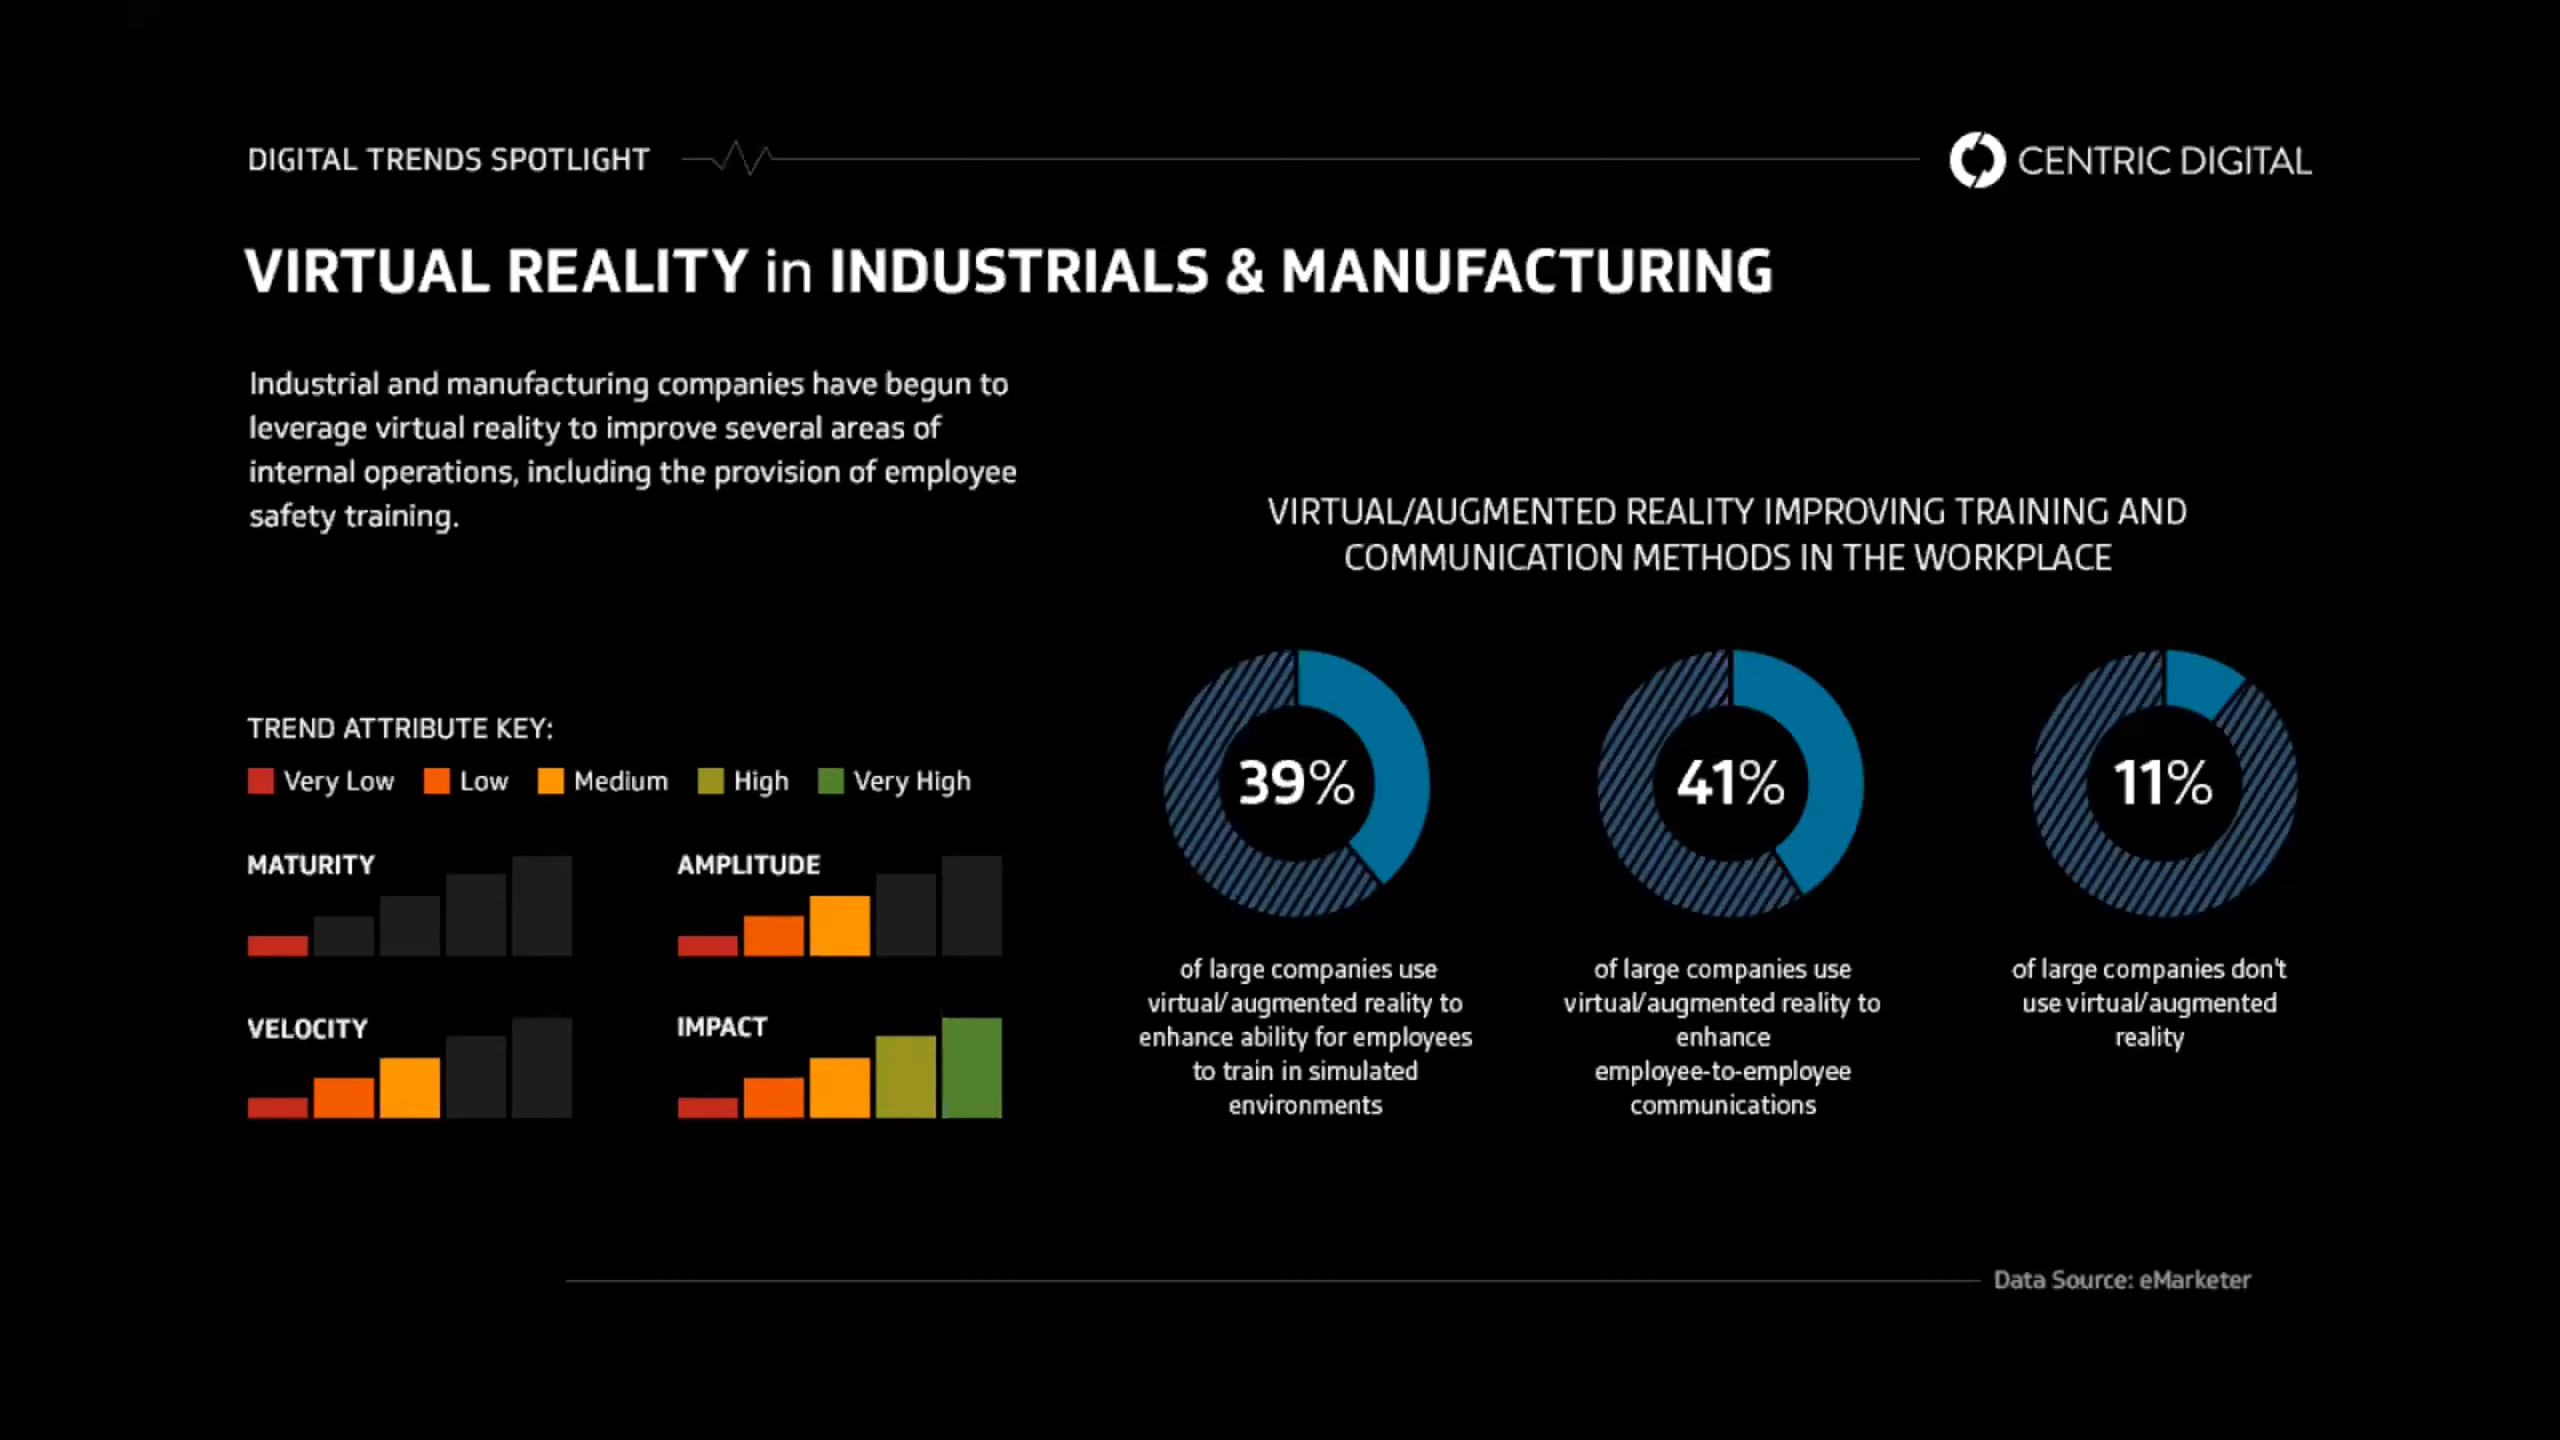 DIGITAL TRENDS SPOTLIGHT
CENTRIC DIGITAL
VIRTUAL REALITY in INDUSTRIALS & MANUFACTURING
Industrial and manufacturing companies have begun to
leverage virtual reality to improve several areas of
internal operations, including the provision of employee
safety training.
TREND ATTRIBUTE KEY:
Very Low
Low
Medium
High
Very High
MATURITY
AMPLITUDE
VELOCITY
IMPACT
VIRTUAL/AUGMENTED REALITY IMPROVING TRAINING AND
COMMUNICATION METHODS IN THE WORKPLACE
39%
of large companies use
virtual/augmented reality to
enhance ability for employees
to train in simulated
environments
41%
of large companies use
virtual/augmented reality to
enhance
employee-to-employee
communications
11%
of large companies don't
use virtual/augmented
reality
Data Source: eMarketer